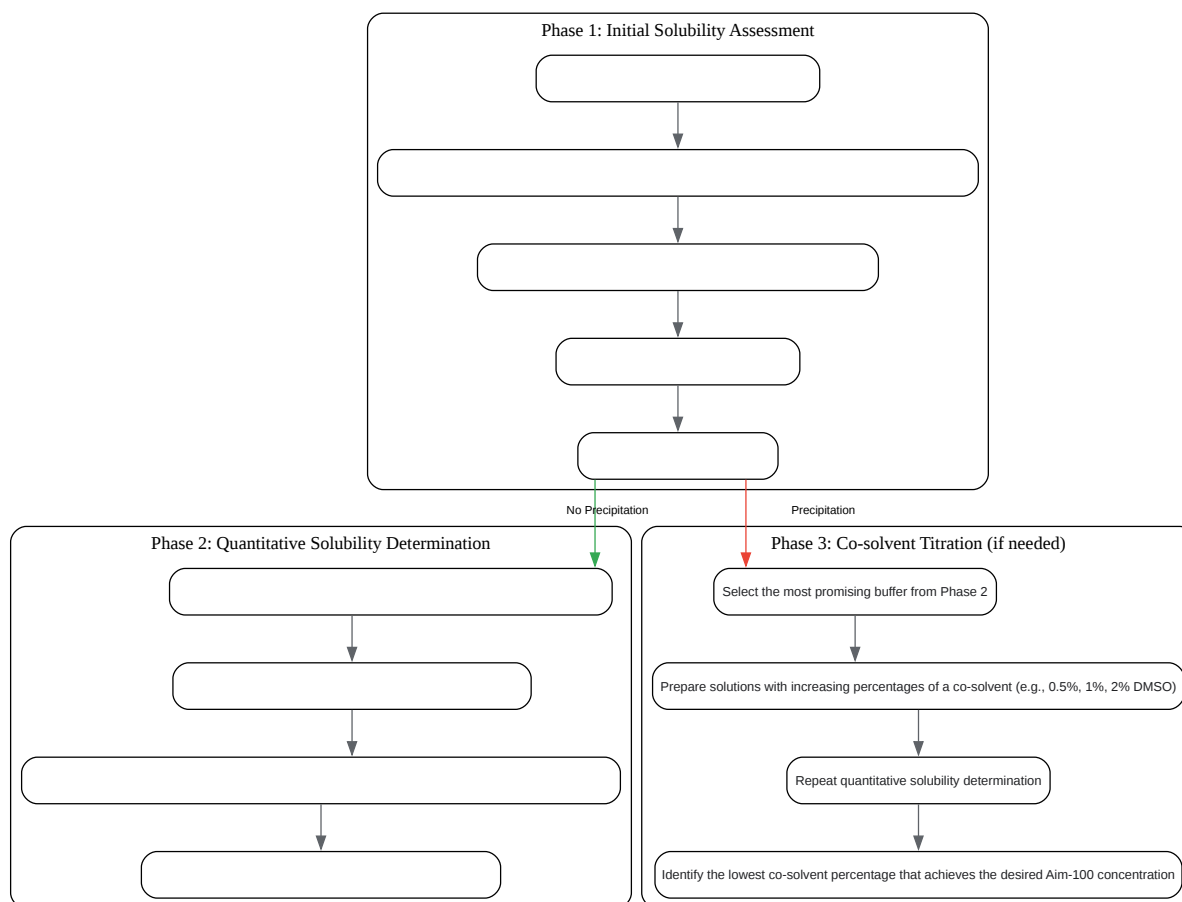 Phase 1: Initial Solubility Assessment
No Precipitation
Precipitation
Phase 2: Quantitative Solubility Determination
Phase 3: Co-solvent Titration (if needed)
Select the most promising buffer from Phase 2
Prepare solutions with increasing percentages of a co-solvent (e.g., 0.5%, 1%, 2% DMSO)
Repeat quantitative solubility determination
Identify the lowest co-solvent percentage that achieves the desired Aim-100 concentration